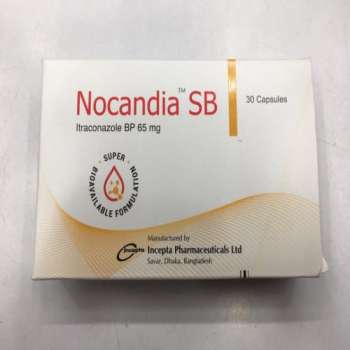 Nocandia™ SB
30 Capsules
Itraconazole BP 65 mg
SUPER
BIOAVAILABLE FORMULATION
Manufactured by
Incepta Incepta Pharmaceuticals Ltd
Savar, Dhaka, Bangladesh